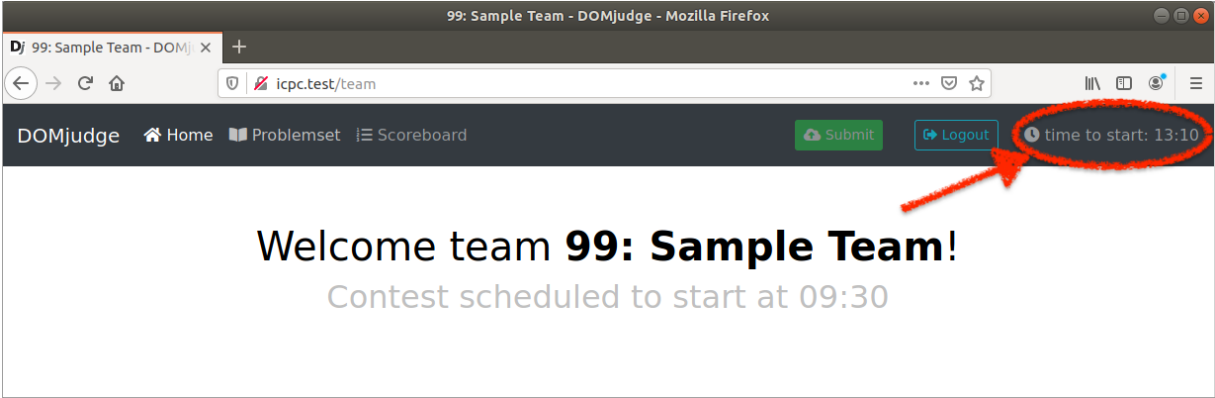 99: Sample Team - DOMjudge - Mozilla Firefox
Dj 99: Sample Team - DOMj
icpc.test/team
DOMjudge Home Problemset Scoreboard Submit Logout time to start: 13:10
Welcome team 99: Sample Team!
Contest scheduled to start at 09:30